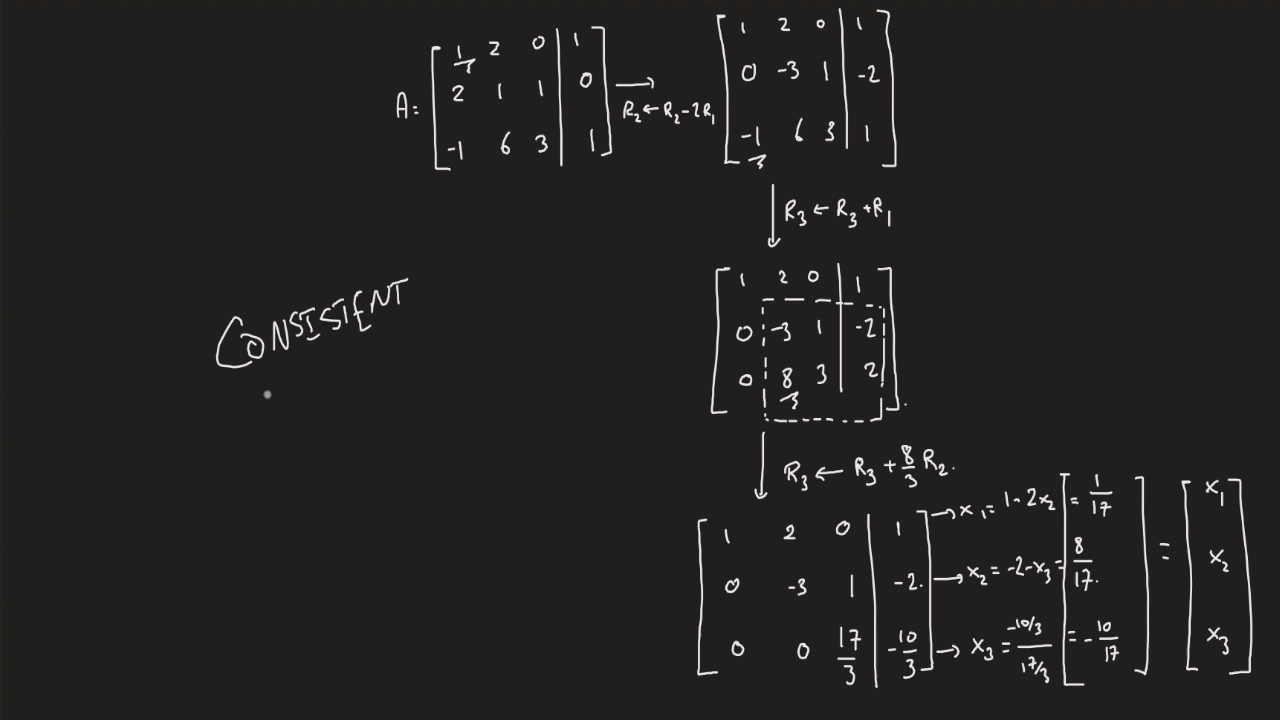 A = [ 1 2 0 | 1 ]
[ 2 1 1 | 0 ]
[ -1 6 3 | 1 ]
→ R₂ ← R₂ - 2R₁
[ 1 2 0 | 1 ]
[ 0 -3 1 | -2 ]
[ -1 6 3 | 1 ]
↓ R₃ ← R₃ + R₁
[ 1 2 0 | 1 ]
[ 0 -3 1 | -2 ]
[ 0 8 3 | 2 ].
CONSISTENT
↓ R₃ ← R₃ + 8/3 R₂.
[ 1 2 0 | 1 ] → x₁ = 1 - 2x₂ [ = 1/17 ] = [ x₁ ]
[ 0 -3 1 | -2. ] → x₂ = -2 - x₃ [ = 8/17. ] [ x₂ ]
[ 0 0 17/3 | -10/3 ] → x₃ = (-10/3)/(17/3) [ = -10/17 ] [ x₃ ]